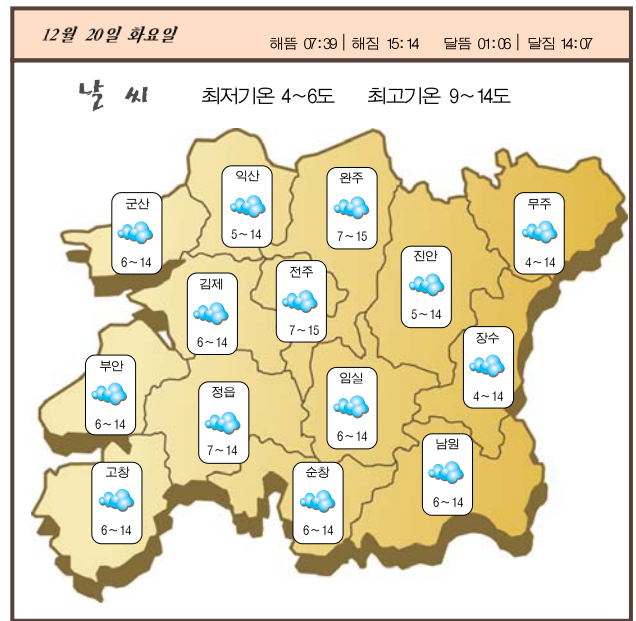 12월 20일 화요일 해뜸 07:39 | 해짐 15:14 달뜸 01:06 | 달짐 14:07
날 씨 최저기온 4~6도 최고기온 9~14도
익산
5~14
완주
7~15
군산
6~14
무주
4~14
진안
5~14
전주
7~15
김제
6~14
장수
4~14
부안
6~14
임실
6~14
정읍
7~14
남원
6~14
고창
6~14
순창
6~14